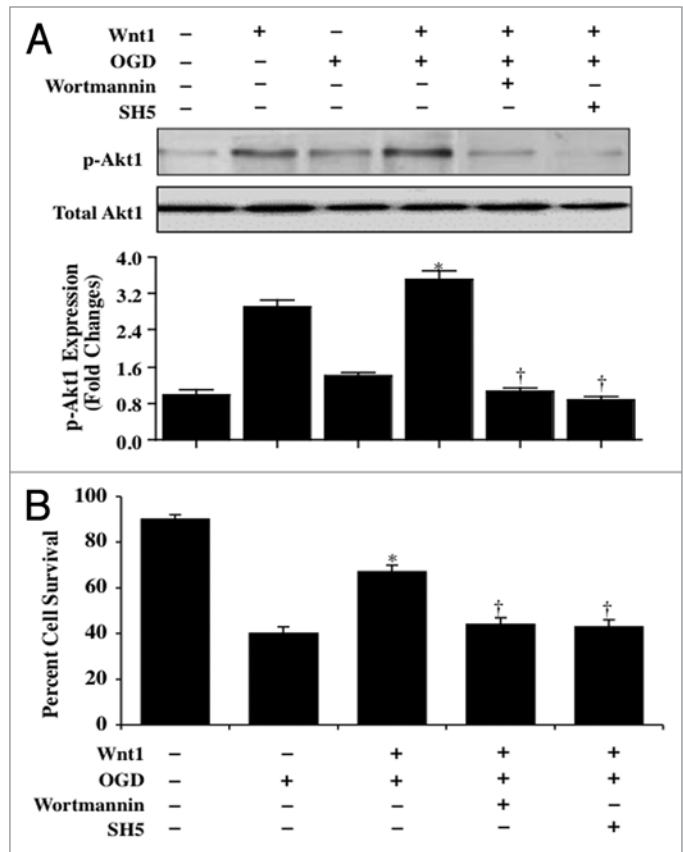 A
Wnt1 – + – + + +
OGD – – + + + +
Wortmannin – – – – + –
SH5 – – – – – +
p-Akt1
Total Akt1
p-Akt1 Expression
(Fold Changes)
4.0
3.2
2.4
1.6
0.8
0.0
* † †
B
Percent Cell Survival
100
80
60
40
20
0
* † †
Wnt1 – – + + +
OGD – + + + +
Wortmannin – – – + –
SH5 – – – – +